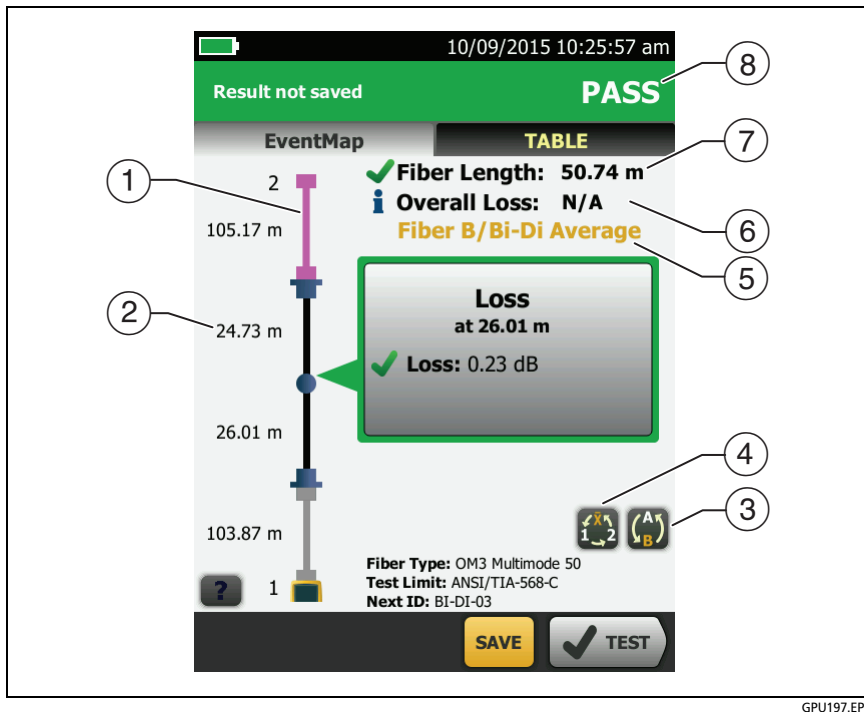 10/09/2015 10:25:57 am
8
Result not saved PASS
EventMap TABLE
7
1
2
Fiber Length: 50.74 m
i Overall Loss: N/A
6
105.17 m
Fiber B/Bi-Di Average
5
2
24.73 m
Loss
at 26.01 m
Loss: 0.23 dB
26.01 m
4
X
1 2
A
B
3
103.87 m
Fiber Type: OM3 Multimode 50
Test Limit: ANSI/TIA-568-C
Next ID: BI-DI-03
? 1
SAVE TEST
GPU197.EP